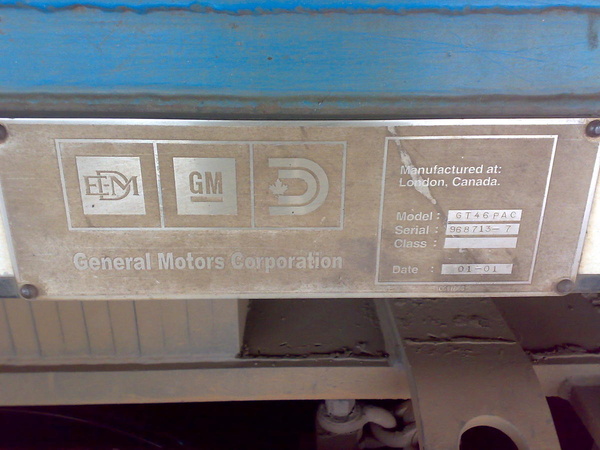 EMD GM
General Motors Corporation
Manufactured at:
London, Canada.
Model : GT46PAC
Serial : 968713-7
Class :
Date : 01-01